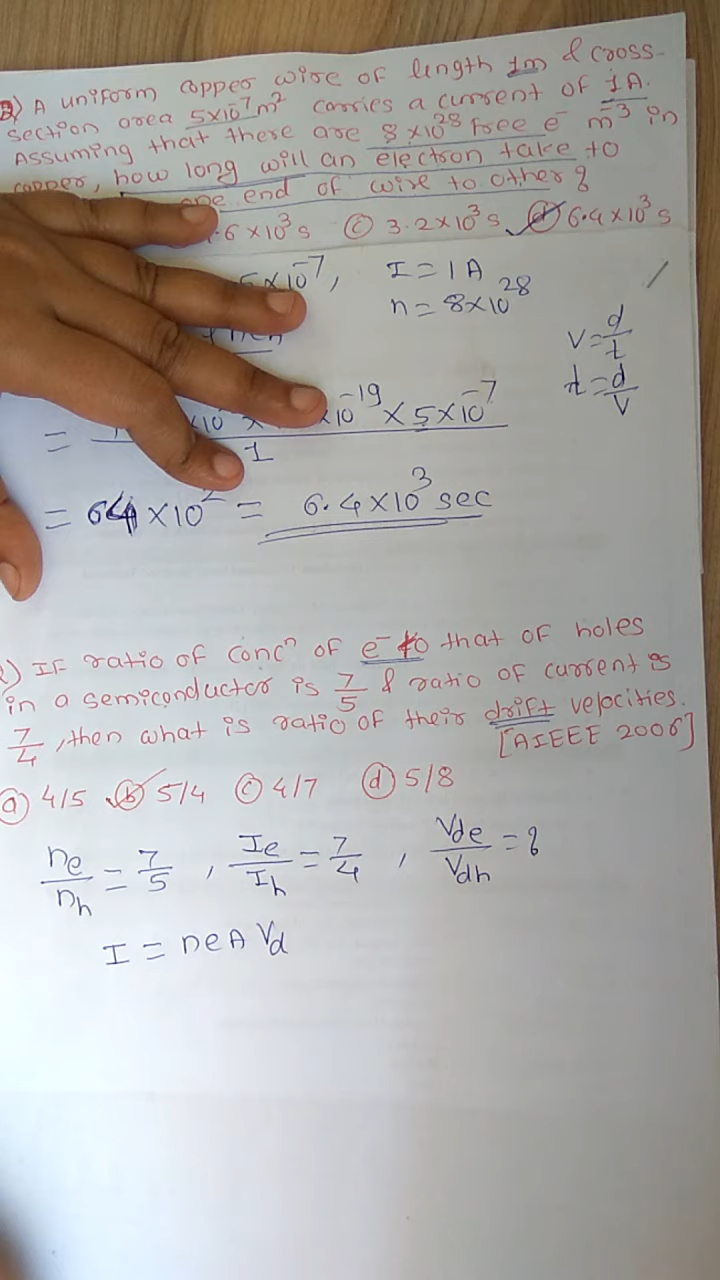 A uniform copper wire of length 1m & cross-
section area 5×10⁻⁷m² carries a current of 1A.
Assuming that there are 8×10²⁸ free e⁻ m⁻³ in
copper, how long will an electron take to
end of wire to other ?
6×10³s ⓒ 3.2×10³s ⓓ 6.4×10³s
5×10⁻⁷, I = 1A
n = 8×10²⁸
v = d/t
t = d/v
= 10⁻¹⁹ × 5×10⁻⁷
1
= 64×10² = 6.4×10³ sec
If ratio of concⁿ of e⁻ to that of holes
in a semiconductor is 7/5 & ratio of current is
7/4, then what is ratio of their drift velocities.
[AIEEE 2006]
ⓐ 4/5 ⓑ 5/4 ⓒ 4/7 ⓓ 5/8
ne/nh = 7/5 , Ie/Ih = 7/4 , Vde/Vdh = ?
I = neA Vd